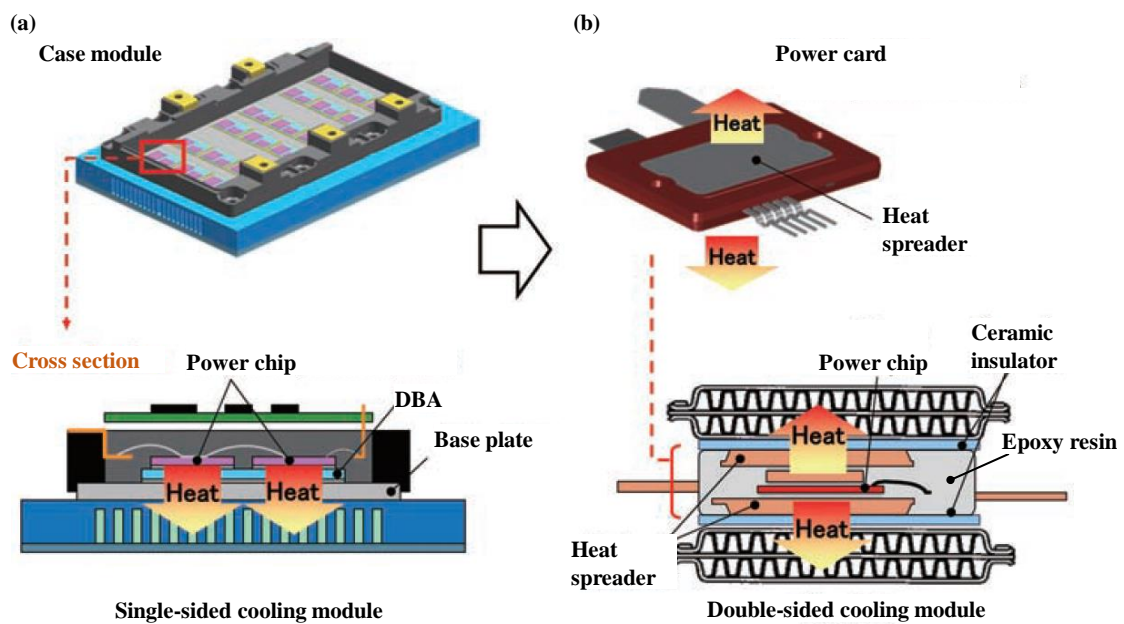 (a)
Case module
Cross section
Power chip
DBA
Base plate
Heat
Heat
Single-sided cooling module
(b)
Power card
Heat
Heat
spreader
Heat
Ceramic
insulator
Power chip
Heat
Epoxy resin
Heat
Heat
spreader
Double-sided cooling module